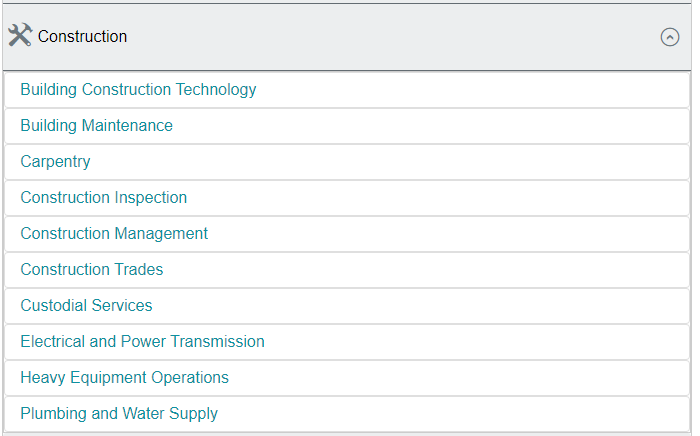 Construction
Building Construction Technology
Building Maintenance
Carpentry
Construction Inspection
Construction Management
Construction Trades
Custodial Services
Electrical and Power Transmission
Heavy Equipment Operations
Plumbing and Water Supply